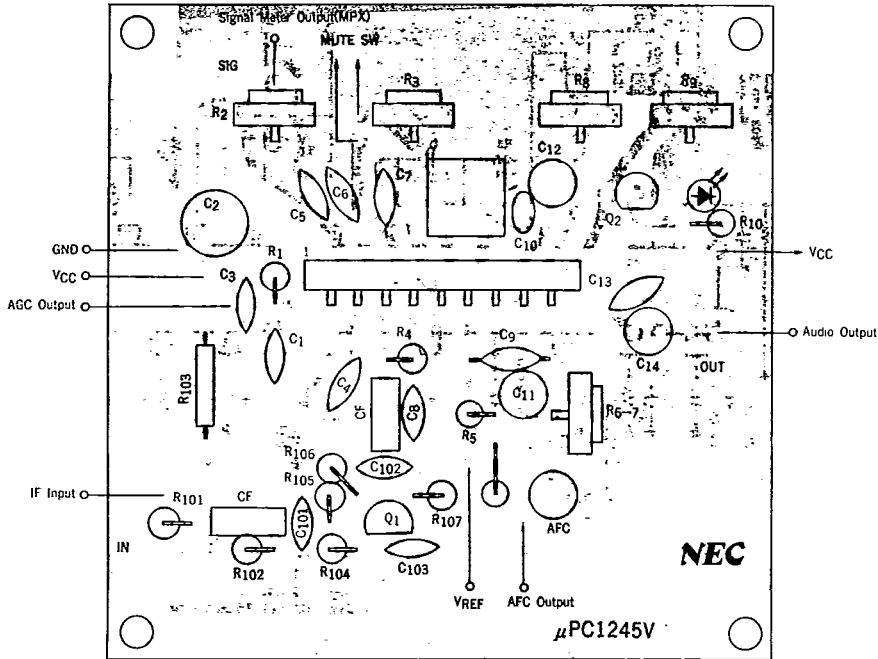 Signal Meter Output(MPX)
MUTE SW
SIG
R2
R3
R8
R9
C2
C5
C6
C7
C12
C10
Q2
R10
GND
VCC
VCC
AGC Output
C3
R1
1
C13
Audio Output
C1
R4
C9
C14
OUT
R103
C4
CF
C8
C11
R5
R6-7
R106
C102
R105
IF Input
R101
CF
C101
Q1
R107
AFC
IN
R102
R104
C103
NEC
VREF
AFC Output
μPC1245V